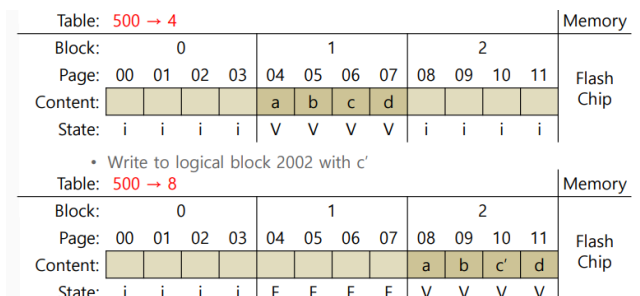 Table: 500 → 4 Memory
Block: 0 1 2
Page: 00 01 02 03 04 05 06 07 08 09 10 11 Flash Chip
Content: a b c d
State: i i i i V V V V i i i i
• Write to logical block 2002 with c′
Table: 500 → 8 Memory
Block: 0 1 2
Page: 00 01 02 03 04 05 06 07 08 09 10 11 Flash Chip
Content: a b c′ d
State: i i i i E E E E V V V V